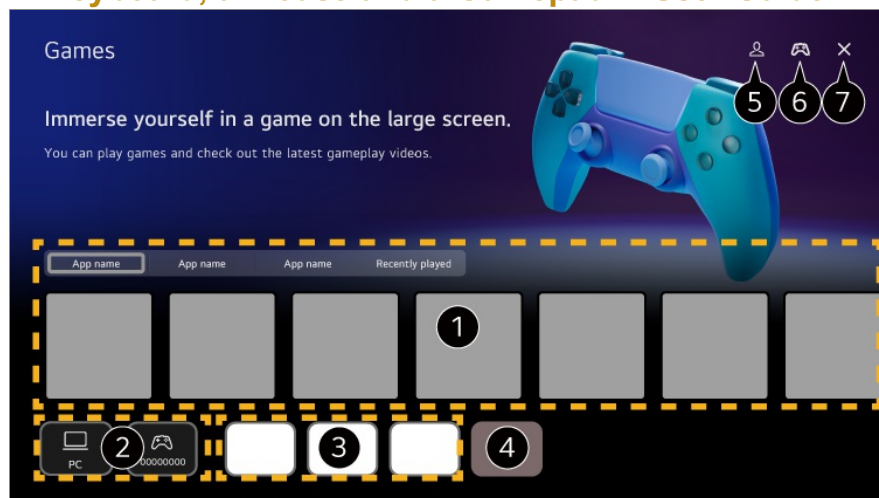 Games
5 6 7
Immerse yourself in a game on the large screen.
You can play games and check out the latest gameplay videos.
App name App name App name Recently played
1
2 3 4
PC 00000000